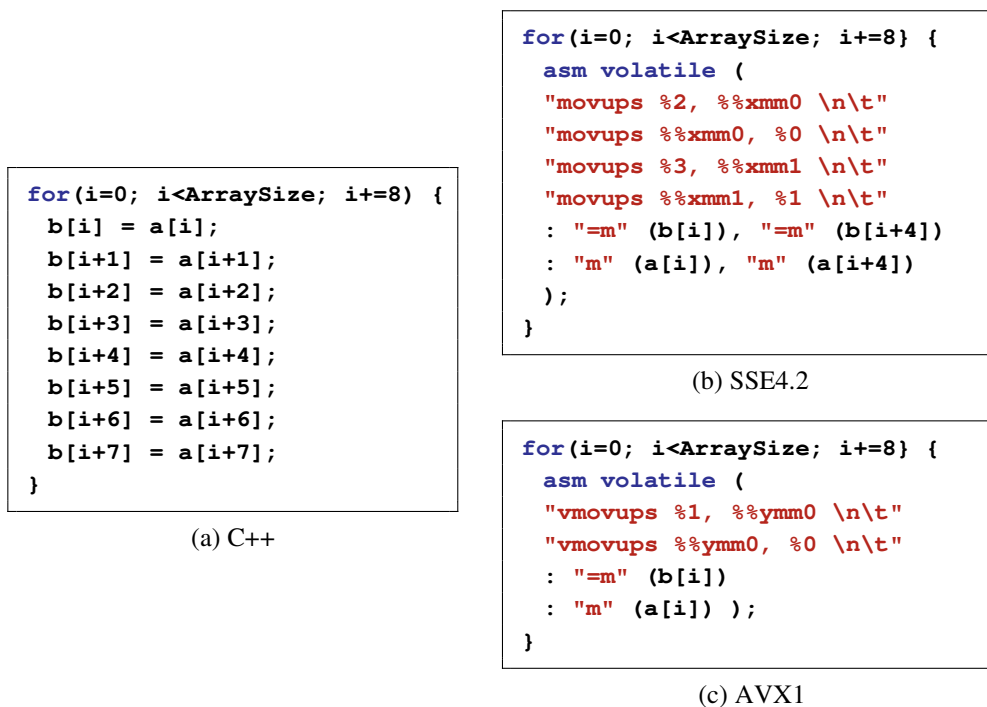 for(i=0; i<ArraySize; i+=8) {
b[i] = a[i];
b[i+1] = a[i+1];
b[i+2] = a[i+2];
b[i+3] = a[i+3];
b[i+4] = a[i+4];
b[i+5] = a[i+5];
b[i+6] = a[i+6];
b[i+7] = a[i+7];
}
(a) C++
for(i=0; i<ArraySize; i+=8} {
asm volatile (
"movups %2, %%xmm0 \n\t"
"movups %%xmm0, %0 \n\t"
"movups %3, %%xmm1 \n\t"
"movups %%xmm1, %1 \n\t"
: "=m" (b[i]), "=m" (b[i+4])
: "m" (a[i]), "m" (a[i+4])
);
}
(b) SSE4.2
for(i=0; i<ArraySize; i+=8} {
asm volatile (
"vmovups %1, %%ymm0 \n\t"
"vmovups %%ymm0, %0 \n\t"
: "=m" (b[i])
: "m" (a[i]) );
}
(c) AVX1